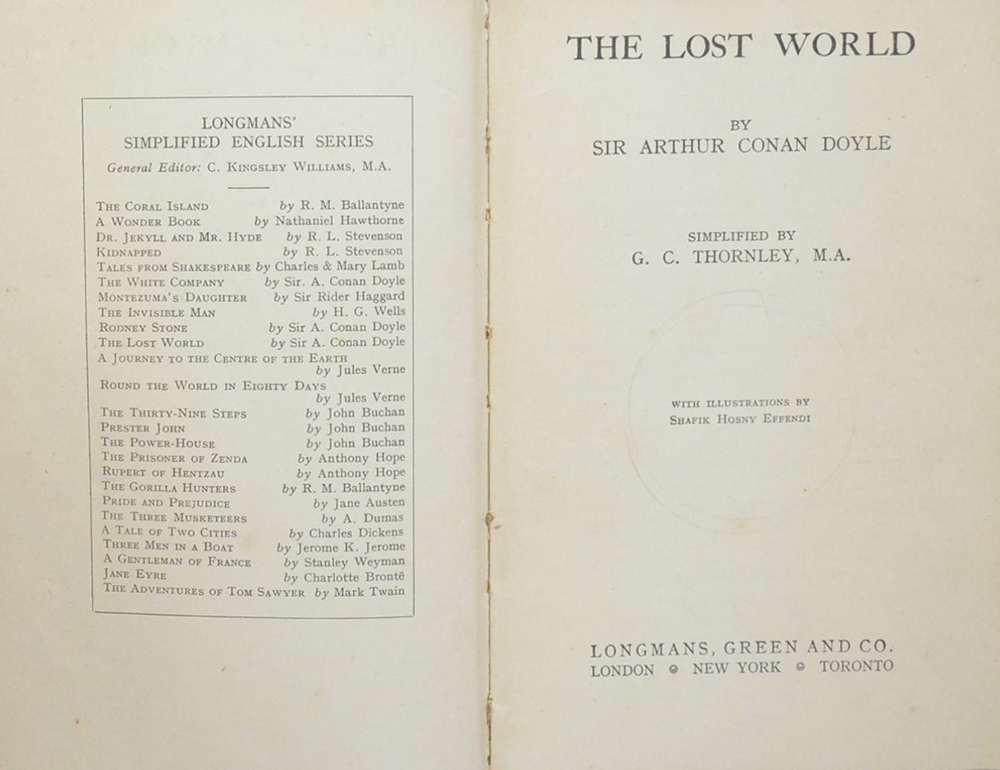 LONGMANS'
SIMPLIFIED ENGLISH SERIES
General Editor: C. KINGSLEY WILLIAMS, M.A.
THE CORAL ISLAND by R. M. Ballantyne
A WONDER BOOK by Nathaniel Hawthorne
DR. JEKYLL AND MR. HYDE by R. L. Stevenson
KIDNAPPED by R. L. Stevenson
TALES FROM SHAKESPEARE by Charles & Mary Lamb
THE WHITE COMPANY by Sir. A. Conan Doyle
MONTEZUMA'S DAUGHTER by Sir Rider Haggard
THE INVISIBLE MAN by H. G. Wells
RODNEY STONE by Sir A. Conan Doyle
THE LOST WORLD by Sir A. Conan Doyle
A JOURNEY TO THE CENTRE OF THE EARTH
by Jules Verne
ROUND THE WORLD IN EIGHTY DAYS
by Jules Verne
THE THIRTY-NINE STEPS by John Buchan
PRESTER JOHN by John Buchan
THE POWER-HOUSE by John Buchan
THE PRISONER OF ZENDA by Anthony Hope
RUPERT OF HENTZAU by Anthony Hope
THE GORILLA HUNTERS by R. M. Ballantyne
PRIDE AND PREJUDICE by Jane Austen
THE THREE MUSKETEERS by A. Dumas
A TALE OF TWO CITIES by Charles Dickens
THREE MEN IN A BOAT by Jerome K. Jerome
A GENTLEMAN OF FRANCE by Stanley Weyman
JANE EYRE by Charlotte Brontë
THE ADVENTURES OF TOM SAWYER by Mark Twain
THE LOST WORLD
BY
SIR ARTHUR CONAN DOYLE
SIMPLIFIED BY
G. C. THORNLEY, M.A.
WITH ILLUSTRATIONS BY
SHAFIK HOSNY EFFENDI
LONGMANS, GREEN AND CO.
LONDON NEW YORK TORONTO